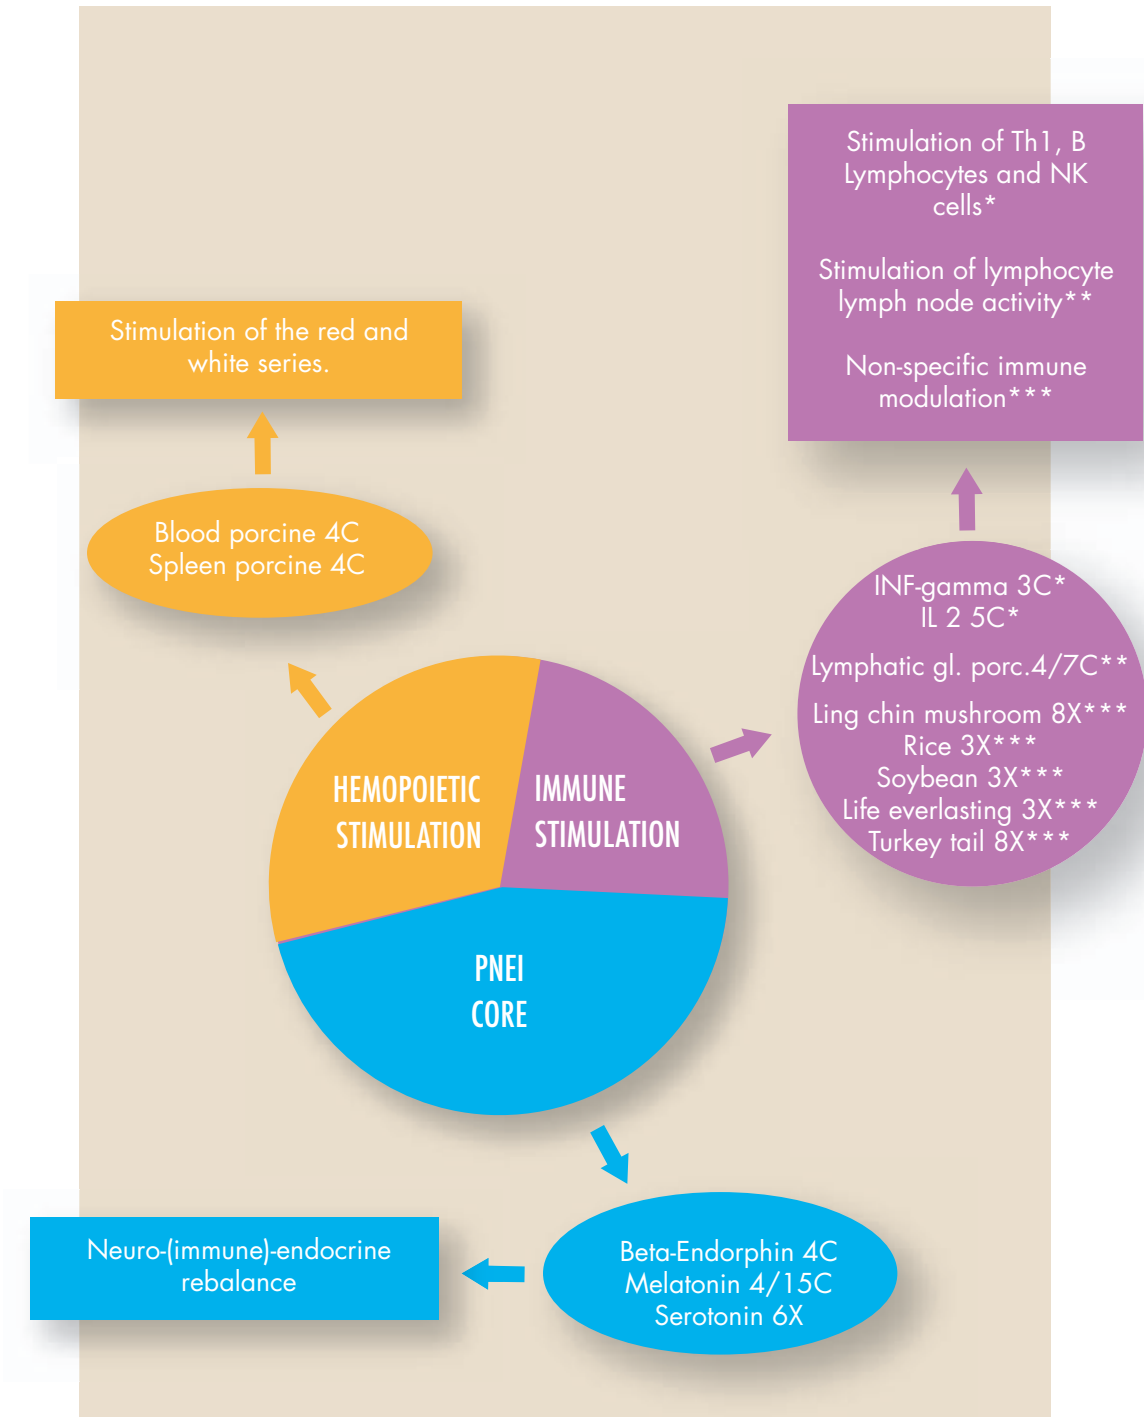 Stimulation of Th1, B
Lymphocytes and NK
cells*
Stimulation of lymphocyte
lymph node activity**
Non-specific immune
modulation***
Stimulation of the red and
white series.
Blood porcine 4C
Spleen porcine 4C
INF-gamma 3C*
IL 2 5C*
Lymphatic gl. porc.4/7C**
Ling chin mushroom 8X***
Rice 3X***
Soybean 3X***
Life everlasting 3X***
Turkey tail 8X***
HEMOPOIETIC
STIMULATION
IMMUNE
STIMULATION
PNEI
CORE
Neuro-(immune)-endocrine
rebalance
Beta-Endorphin 4C
Melatonin 4/15C
Serotonin 6X